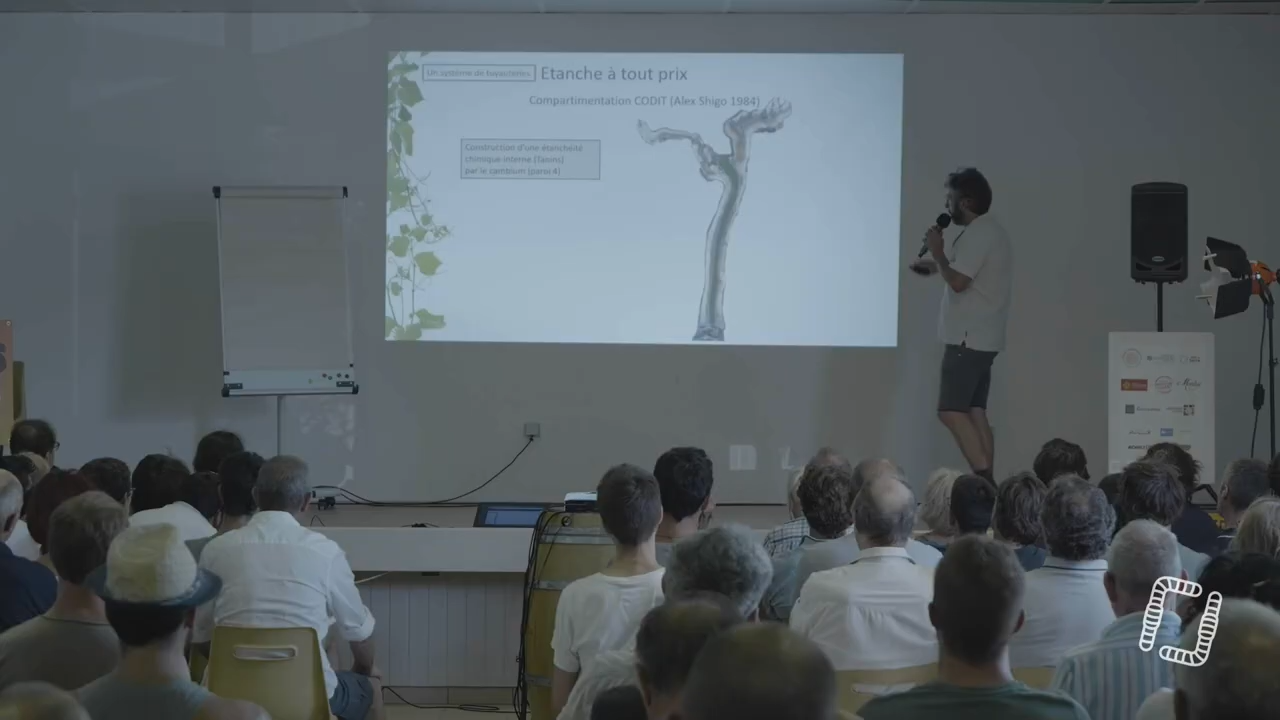 Un système de tuyauteries
Etanche à tout prix
Compartimentation CODIT (Alex Shigo 1984)
Construction d'une étanchéité
chimique interne (Tanins)
par le cambium (paroi 4)